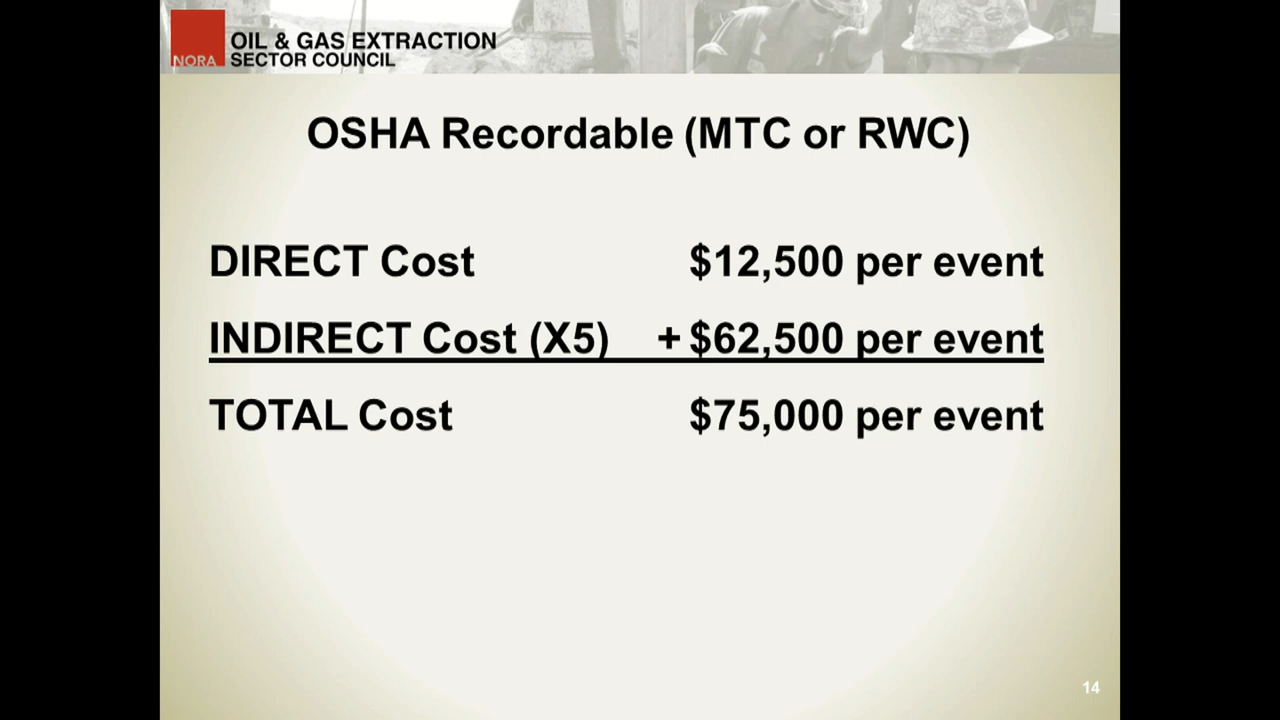 NORA
OIL & GAS EXTRACTION
SECTOR COUNCIL
OSHA Recordable (MTC or RWC)
DIRECT Cost $12,500 per event
INDIRECT Cost (X5) + $62,500 per event
TOTAL Cost $75,000 per event
14